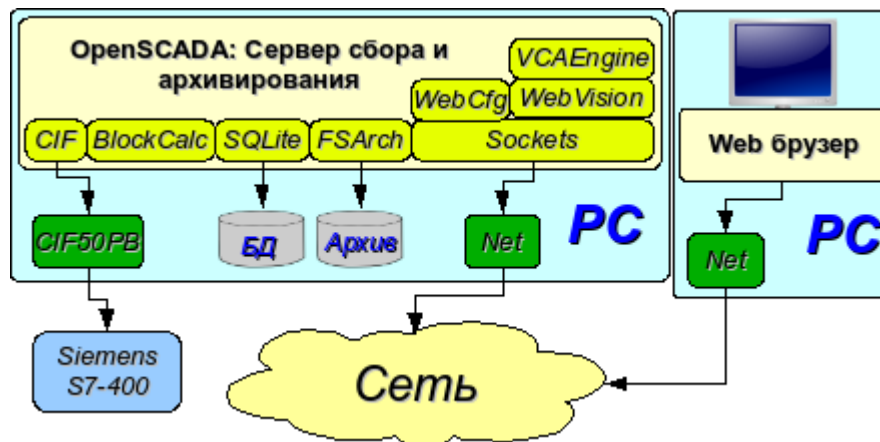 OpenSCADA: Сервер сбора и
архивирования
VCAEngine
WebCfg
WebVision
CIF
BlockCalc
SQLite
FSArch
Sockets
Web брузер
CIF50PB
БД
Архив
Net
PC
Net
PC
Siemens
S7-400
Сеть